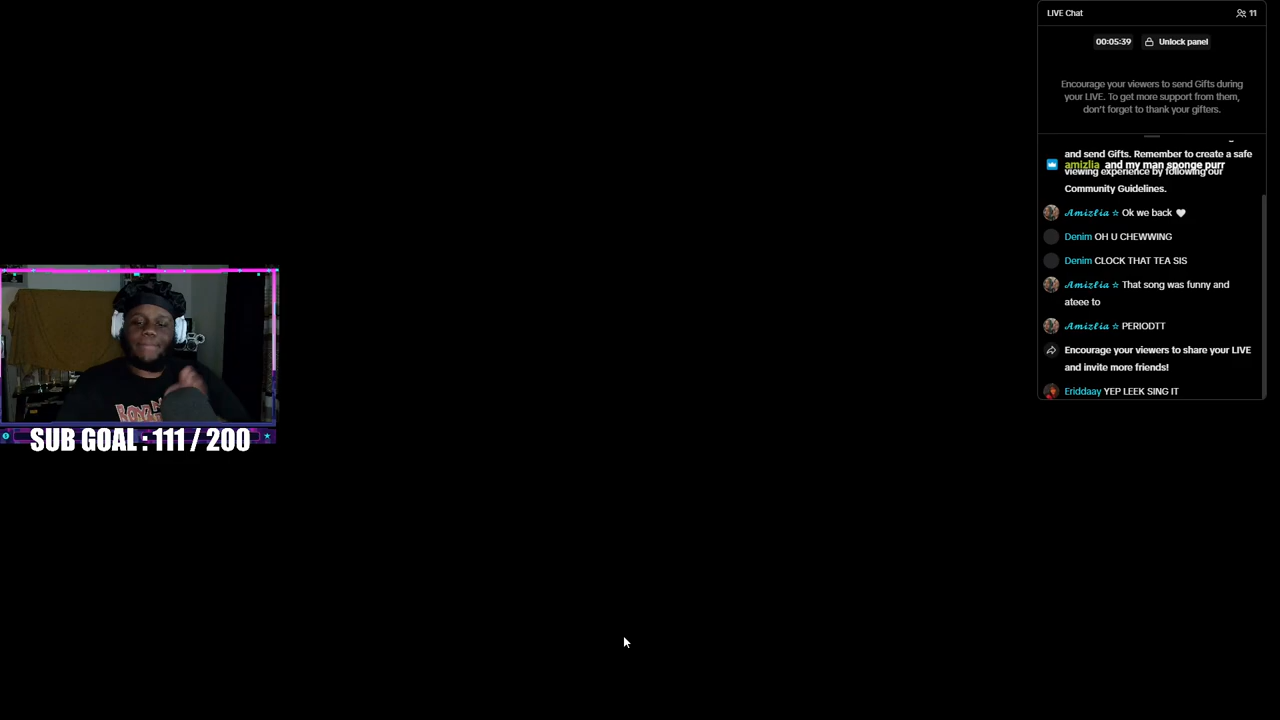 LIVE Chat
11
00:05:39
Unlock panel
Encourage your viewers to send Gifts during
your LIVE. To get more support from them,
don't forget to thank your gifters.
and send Gifts. Remember to create a safe
amizlia and my man sponge purr
viewing experience by following our
Community Guidelines.
𝓐𝓶𝓲𝔃𝓵𝓲𝓪 ☆ Ok we back 🤍
Denim OH U CHEWWING
Denim CLOCK THAT TEA SIS
𝓐𝓶𝓲𝔃𝓵𝓲𝓪 ☆ That song was funny and
ateee to
𝓐𝓶𝓲𝔃𝓵𝓲𝓪 ☆ PERIODTT
Encourage your viewers to share your LIVE
and invite more friends!
Eriddaay YEP LEEK SING IT
SUB GOAL : 111 / 200